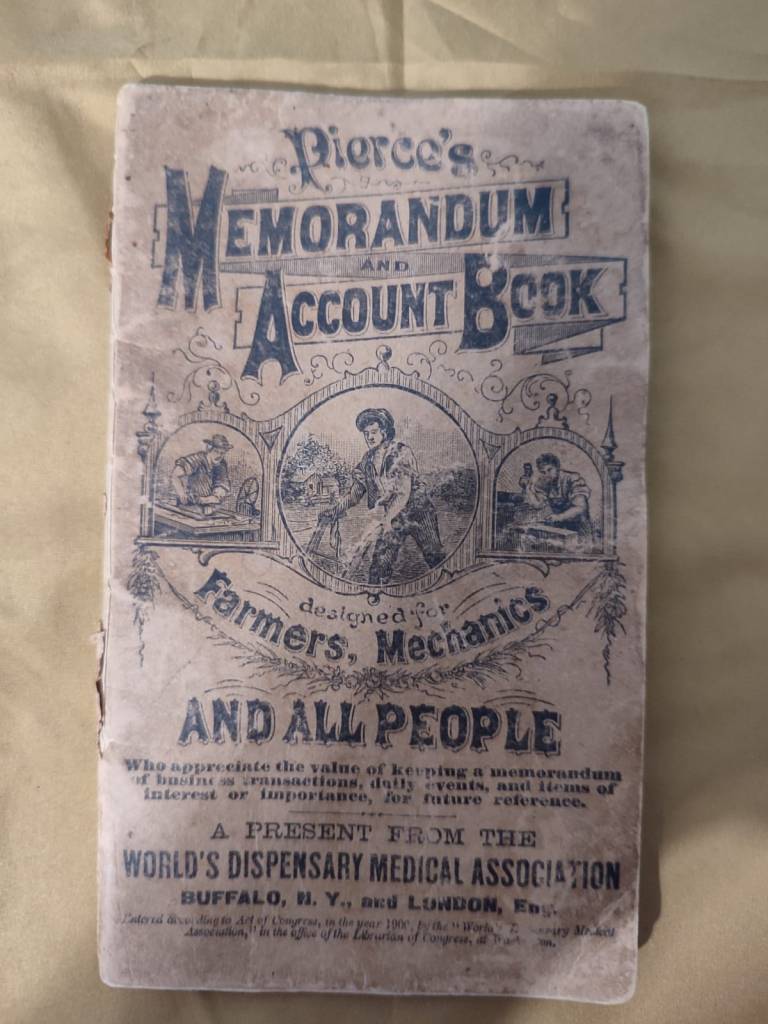 Pierce's
MEMORANDUM
AND
ACCOUNT BOOK
designed for
Farmers, Mechanics
AND ALL PEOPLE
Who appreciate the value of keeping a memorandum
of business transactions, daily events, and items of
interest or importance, for future reference.
A PRESENT FROM THE
WORLD'S DISPENSARY MEDICAL ASSOCIATION
BUFFALO, N. Y., and LONDON, Eng.
Entered according to Act of Congress, in the year 1900, by the "World's Dispensary Medical
Association," in the office of the Librarian of Congress, at